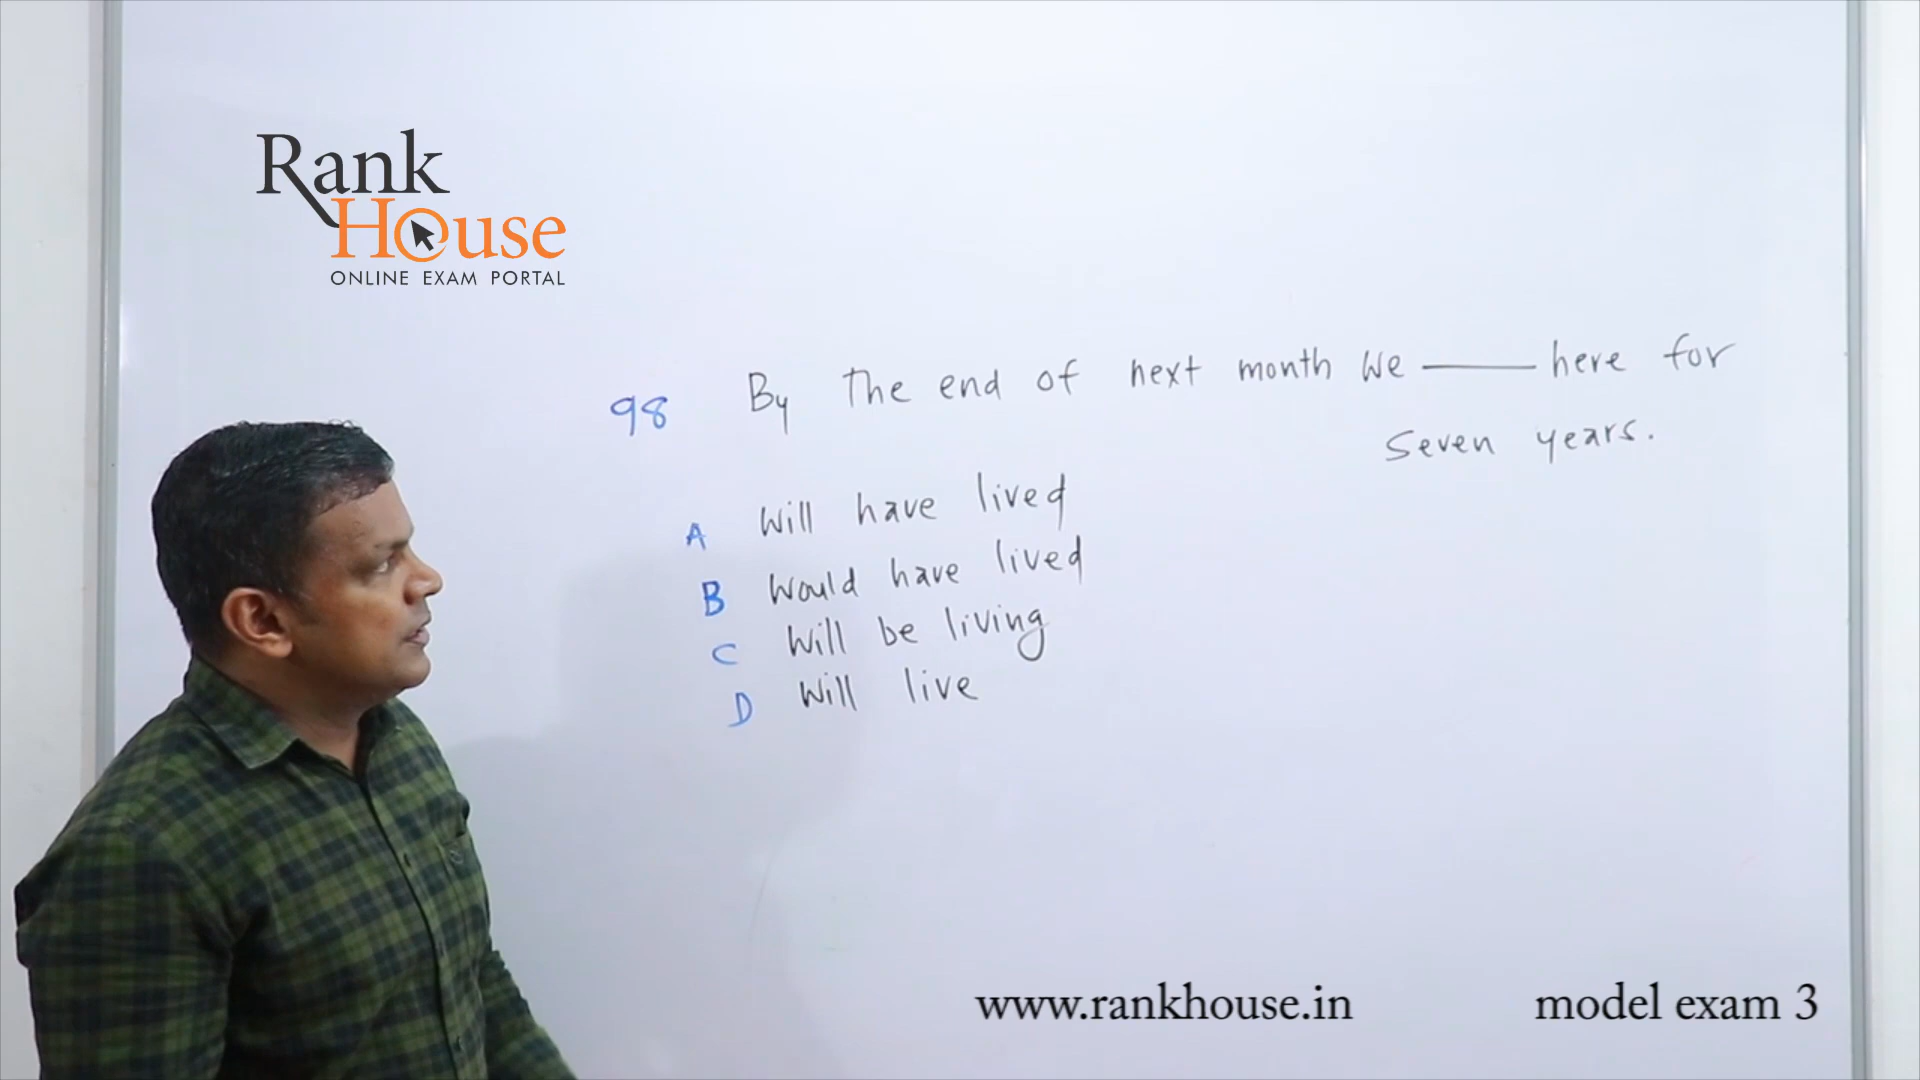 Rank
House
ONLINE EXAM PORTAL
98 By the end of next month we ——— here for
seven years.
A Will have lived
B Would have lived
C Will be living
D Will live
www.rankhouse.in model exam 3